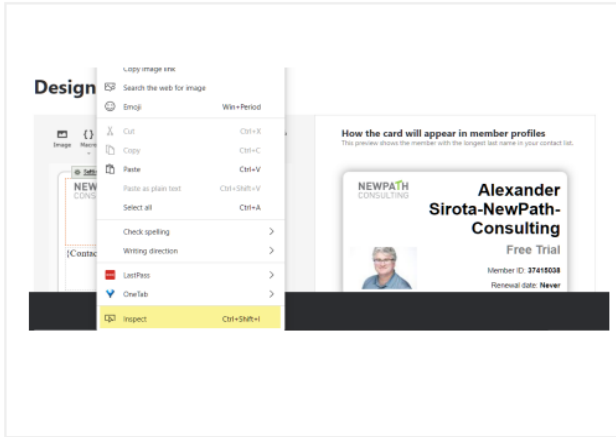 Copy image link
Search the web for image
Design
Emoji Win+Period
Cut Ctrl+X
Image Macro
Copy Ctrl+C
Paste Ctrl+V
Paste as plain text Ctrl+Shift+V
Select all Ctrl+A
Check spelling
Writing direction
{Contac
LastPass
OneTab
Inspect Ctrl+Shift+I
How the card will appear in member profiles
This preview shows the member with the longest last name in your contact list.
NEWPATH
CONSULTING
Alexander
Sirota-NewPath-
Consulting
Free Trial
Member ID: 37415038
Renewal date: Never